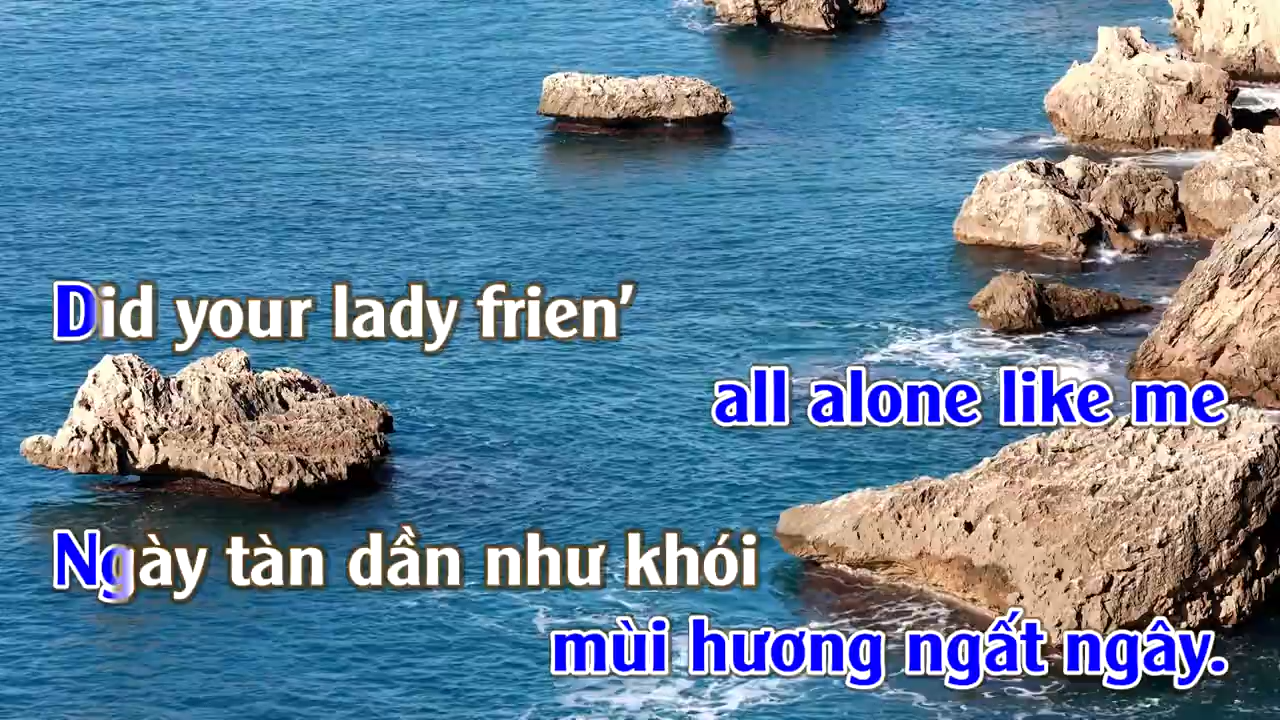 Did your lady frien'
all alone like me
Ngày tàn dần như khói
mùi hương ngất ngây.